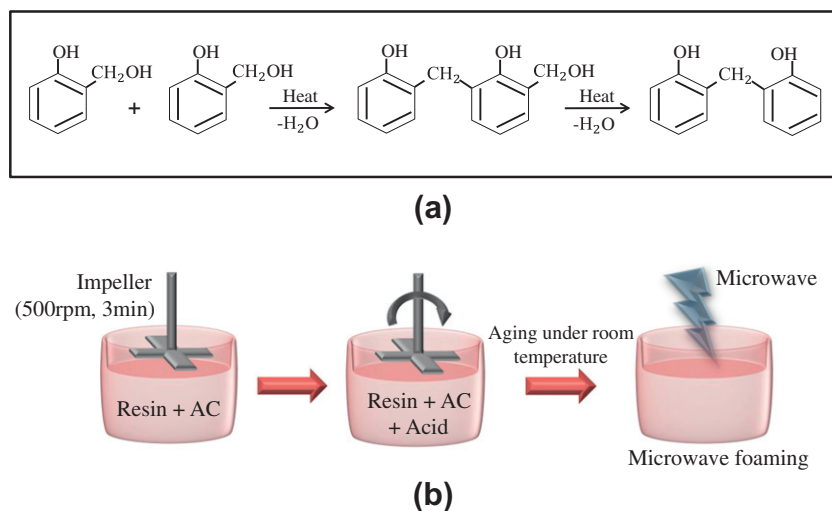 OH
CH₂OH
+
OH
CH₂OH
Heat
-H₂O
OH
CH₂
OH
CH₂OH
Heat
-H₂O
OH
CH₂
OH
(a)
Impeller
(500rpm, 3min)
Resin + AC
Resin + AC
+ Acid
Aging under room
temperature
Microwave
Microwave foaming
(b)